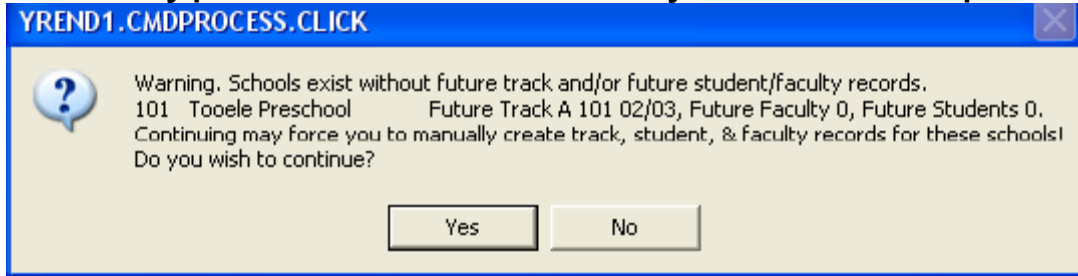 YREND1.CMDPROCESS.CLICK
Warning. Schools exist without future track and/or future student/faculty records.
101 Tooele Preschool Future Track A 101 02/03, Future Faculty 0, Future Students 0.
Continuing may force you to manually create track, student, & faculty records for these schools!
Do you wish to continue?
Yes No